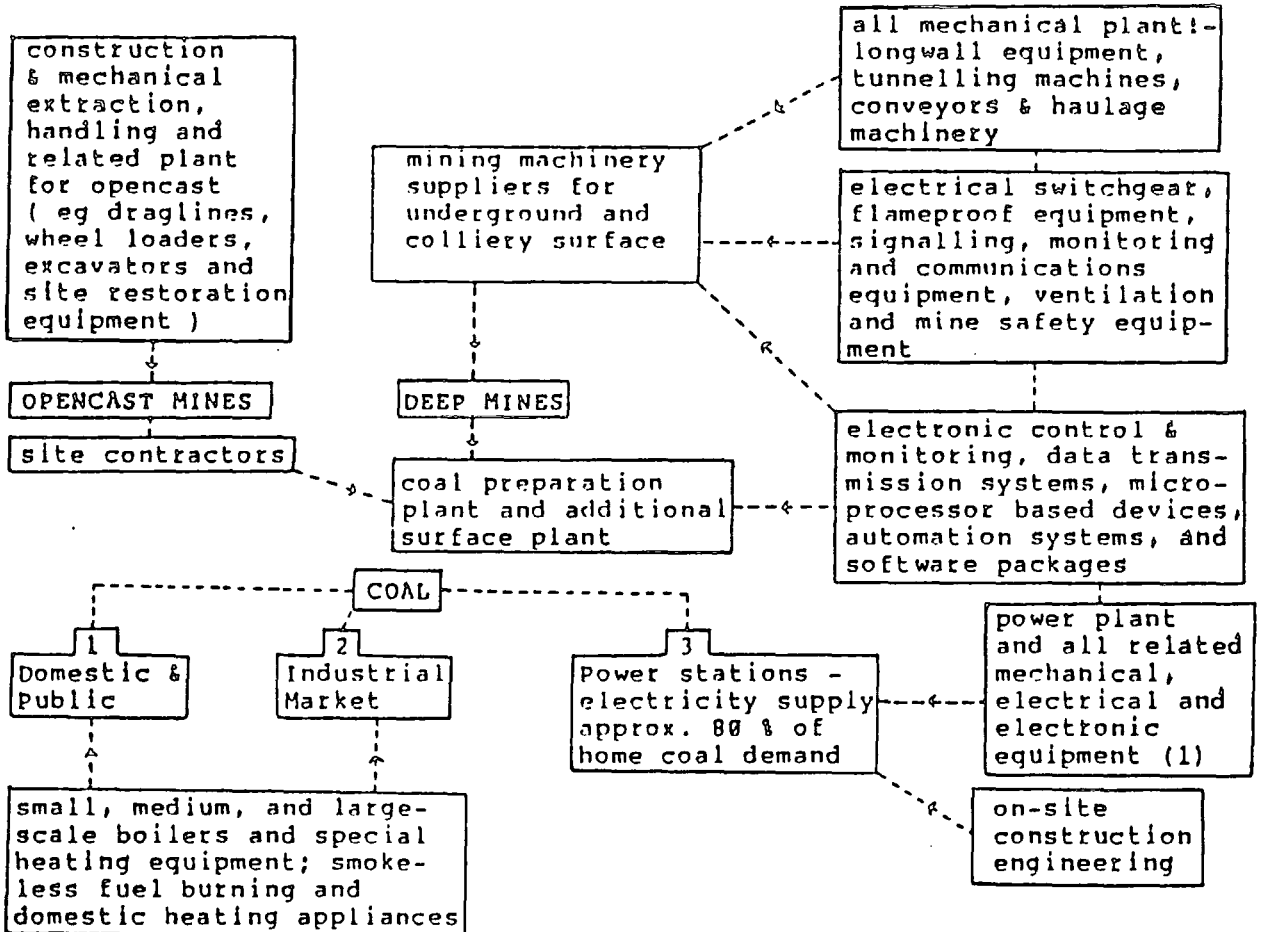 construction
& mechanical
extraction,
handling and
related plant
for opencast
( eg draglines,
wheel loaders,
excavators and
site restoration
equipment )
OPENCAST MINES
site contractors
mining machinery
suppliers for
underground and
colliery surface
DEEP MINES
coal preparation
plant and additional
surface plant
all mechanical plant:-
longwall equipment,
tunnelling machines,
conveyors & haulage
machinery
electrical switchgear,
flameproof equipment,
signalling, monitoring
and communications
equipment, ventilation
and mine safety equip-
ment
electronic control &
monitoring, data trans-
mission systems, micro-
processor based devices,
automation systems, and
software packages
COAL
1
Domestic &
Public
2
Industrial
Market
3
Power stations -
electricity supply
approx. 80 % of
home coal demand
power plant
and all related
mechanical,
electrical and
electronic
equipment (1)
on-site
construction
engineering
small, medium, and large-
scale boilers and special
heating equipment; smoke-
less fuel burning and
domestic heating appliances